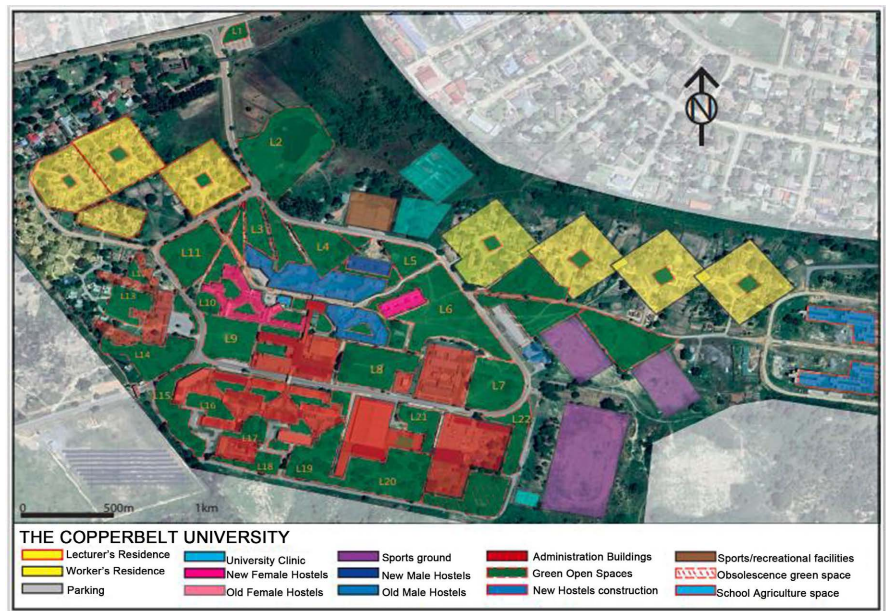 L1
N
L2
L3
L4
L11
L5
L12
L13
L10
L6
L9
L14
L8
L7
L15
L16
L21
L22
L17
L18
L19
L20
0 500m 1km
THE COPPERBELT UNIVERSITY
Lecturer's Residence
University Clinic
Sports ground
Administration Buildings
Sports/recreational facilities
Worker's Residence
New Female Hostels
New Male Hostels
Green Open Spaces
Obsolescence green space
Parking
Old Female Hostels
Old Male Hostels
New Hostels construction
School Agriculture space